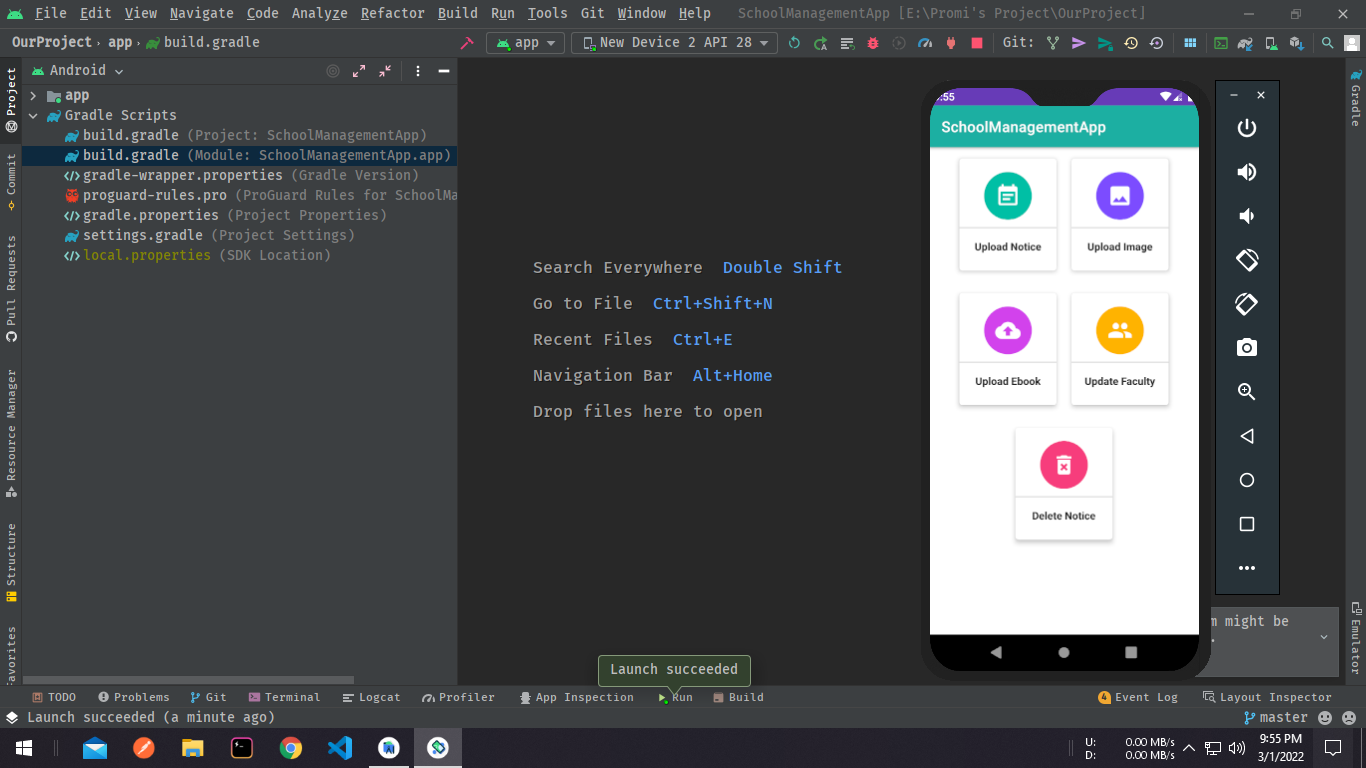 File Edit View Navigate Code Analyze Refactor Build Run Tools Git Window Help SchoolManagementApp [E:\Promi's Project\OurProject]
OurProject app build.gradle
app
New Device 2 API 28
Git:
Project
Commit
Pull Requests
Resource Manager
Structure
Favorites
Android
app
Gradle Scripts
build.gradle (Project: SchoolManagementApp)
build.gradle (Module: SchoolManagementApp.app)
gradle-wrapper.properties (Gradle Version)
proguard-rules.pro (ProGuard Rules for SchoolMa
gradle.properties (Project Properties)
settings.gradle (Project Settings)
local.properties (SDK Location)
Search Everywhere Double Shift
Go to File Ctrl+Shift+N
Recent Files Ctrl+E
Navigation Bar Alt+Home
Drop files here to open
:55
SchoolManagementApp
Upload Notice
Upload Image
Upload Ebook
Update Faculty
Delete Notice
Gradle
Emulator
m might be
Launch succeeded
TODO Problems Git Terminal Logcat Profiler App Inspection Run Build
4 Event Log Layout Inspector
Launch succeeded (a minute ago)
master
U: 0.00 MB/s
D: 0.00 MB/s
9:55 PM
3/1/2022